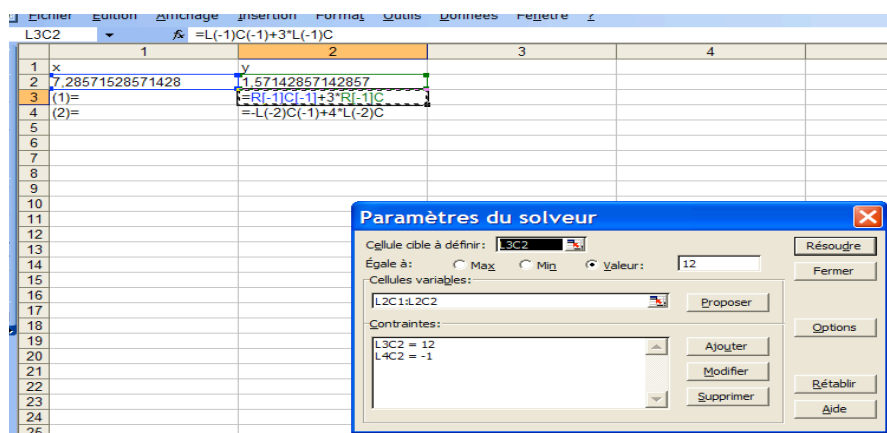 Fichier Edition Affichage Insertion Format Outils Données Fenêtre ?
L3C2 fx =L(-1)C(-1)+3*L(-1)C
1 2 3 4
1 x y
2 7,28571528571428 1,57142857142857
3 (1)= =R[-1]C[-1]+3*R[-1]C
4 (2)= =-L(-2)C(-1)+4*L(-2)C
5
6
7
8
9
10
11
12
13
14
15
16
17
18
19
20
21
22
23
24
25
Paramètres du solveur
Cellule cible à définir: L3C2 Résoudre
Égale à: Max Min Valeur: 12 Fermer
Cellules variables:
L2C1:L2C2 Proposer
Contraintes: Options
L3C2 = 12 Ajouter
L4C2 = -1
Modifier
Rétablir
Supprimer
Aide